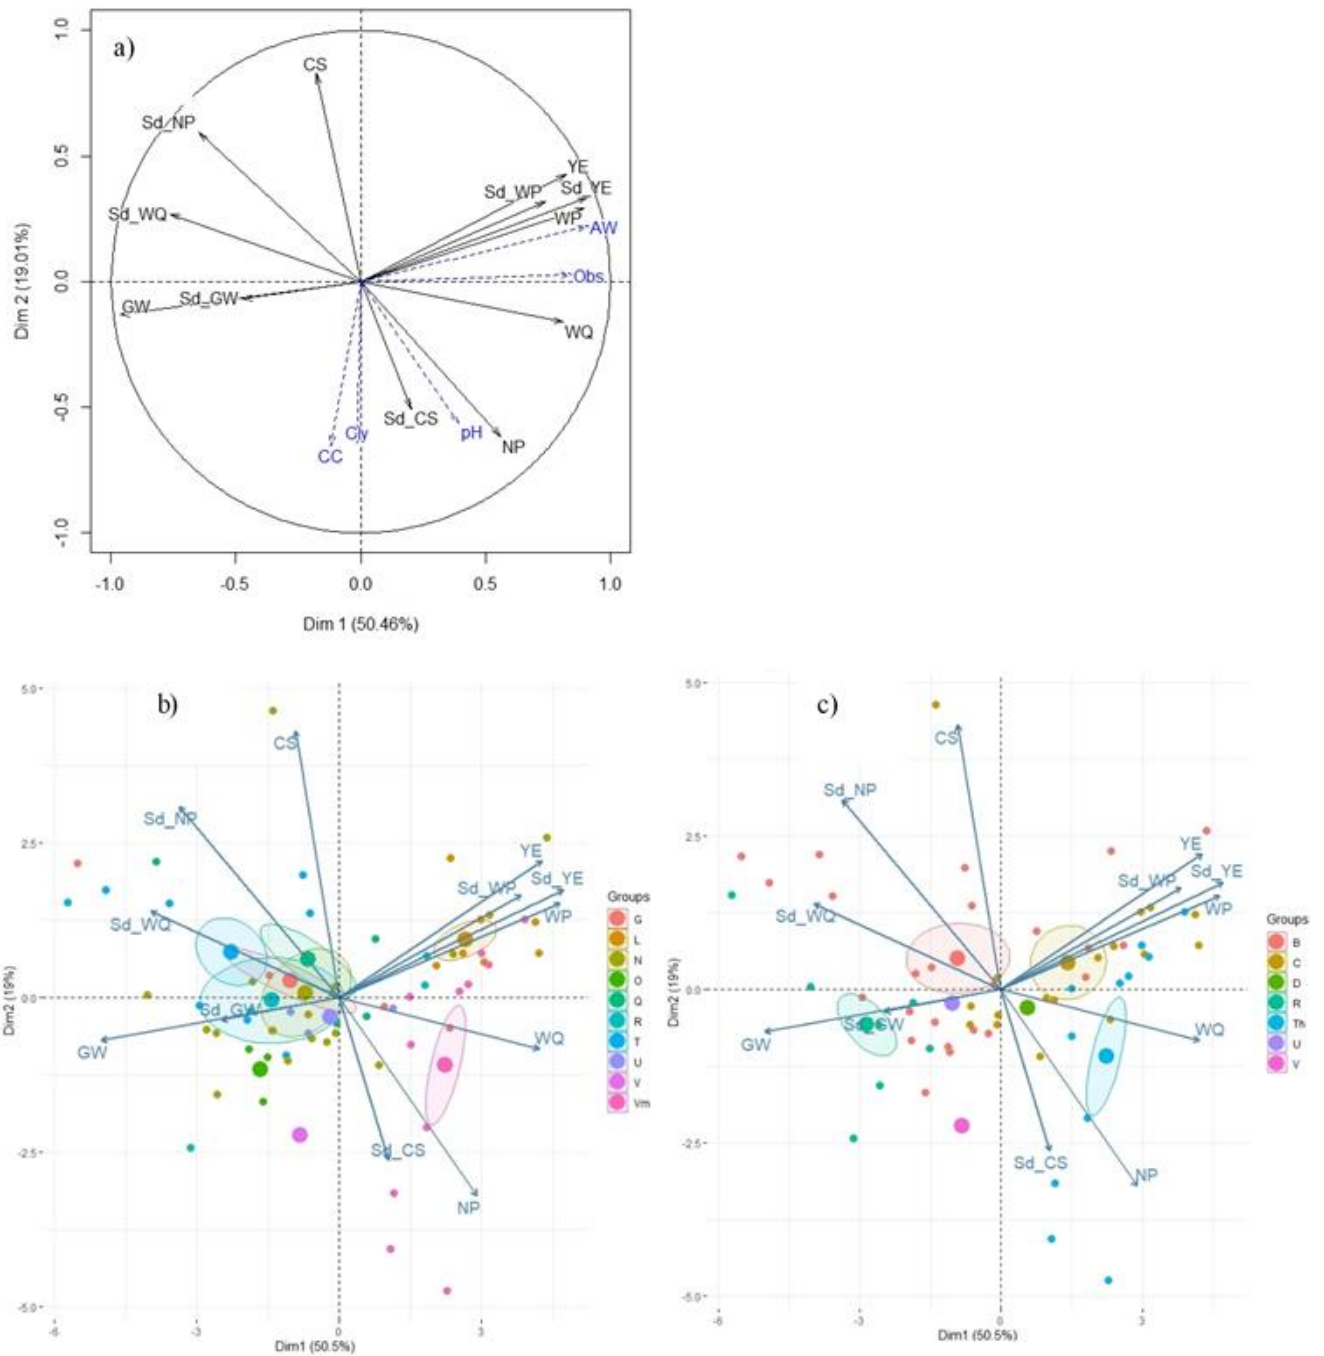 a)
1.0
0.5
0.0
-0.5
-1.0
Dim 2 (19.01%)
CS
Sd_NP
YE
Sd_WP
Sd_YE
Sd_WQ
WP
AW
Obs
GW
Sd_GW
WQ
Sd_CS
Cly
pH
NP
CC
-1.0 -0.5 0.0 0.5 1.0
Dim 1 (50.46%)
b)
5.0
2.5
0.0
-2.5
-5.0
Dim2 (19%)
CS
Sd_NP
YE
Sd_WP
Sd_YE
Sd_WQ
WP
Sd_GW
GW
WQ
Sd_CS
NP
-6 -3 0 3
Dim1 (50.5%)
Groups
G
L
N
O
Q
R
T
U
V
Vm
c)
5.0
2.5
0.0
-2.5
-5.0
Dim2 (19%)
CS
Sd_NP
YE
Sd_YE
Sd_WP
Sd_WQ
WP
Sd_GW
GW
WQ
Sd_CS
NP
-6 -3 0 3
Dim1 (50.5%)
Groups
B
C
D
R
Th
U
V